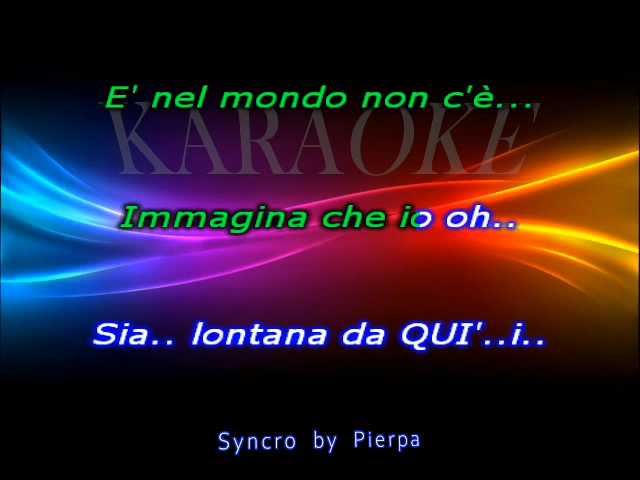 E' nel mondo non c'è...
KARAOKE
Immagina che io oh..
Sia.. lontana da QUI'..i..
Syncro by Pierpa